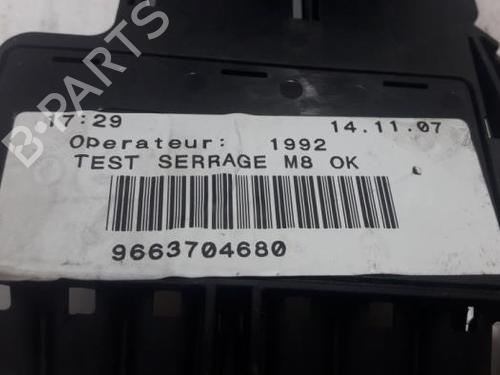 17:29 14.11.07
Operateur: 1992
TEST SERRAGE M8 OK
9663704680
B-PARTS